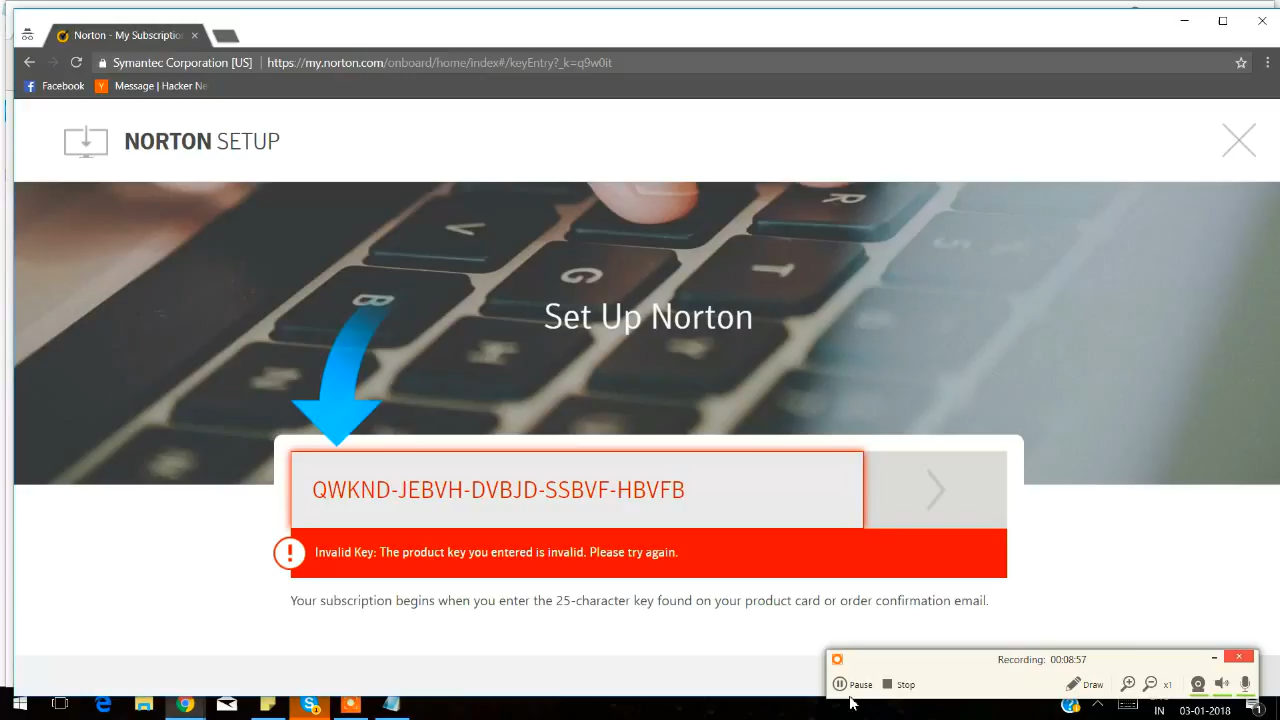 Norton - My Subscriptio
Symantec Corporation [US] https://my.norton.com/onboard/home/index#/keyEntry?_k=q9w0it
Facebook Message | Hacker Ne
NORTON SETUP
R
V
S
G T
B
Set Up Norton
H
QWKND-JEBVH-DVBJD-SSBVF-HBVFB
Invalid Key: The product key you entered is invalid. Please try again.
Your subscription begins when you enter the 25-character key found on your product card or order confirmation email.
Recording: 00:08:57
Pause Stop Draw x1
IN 03-01-2018 1